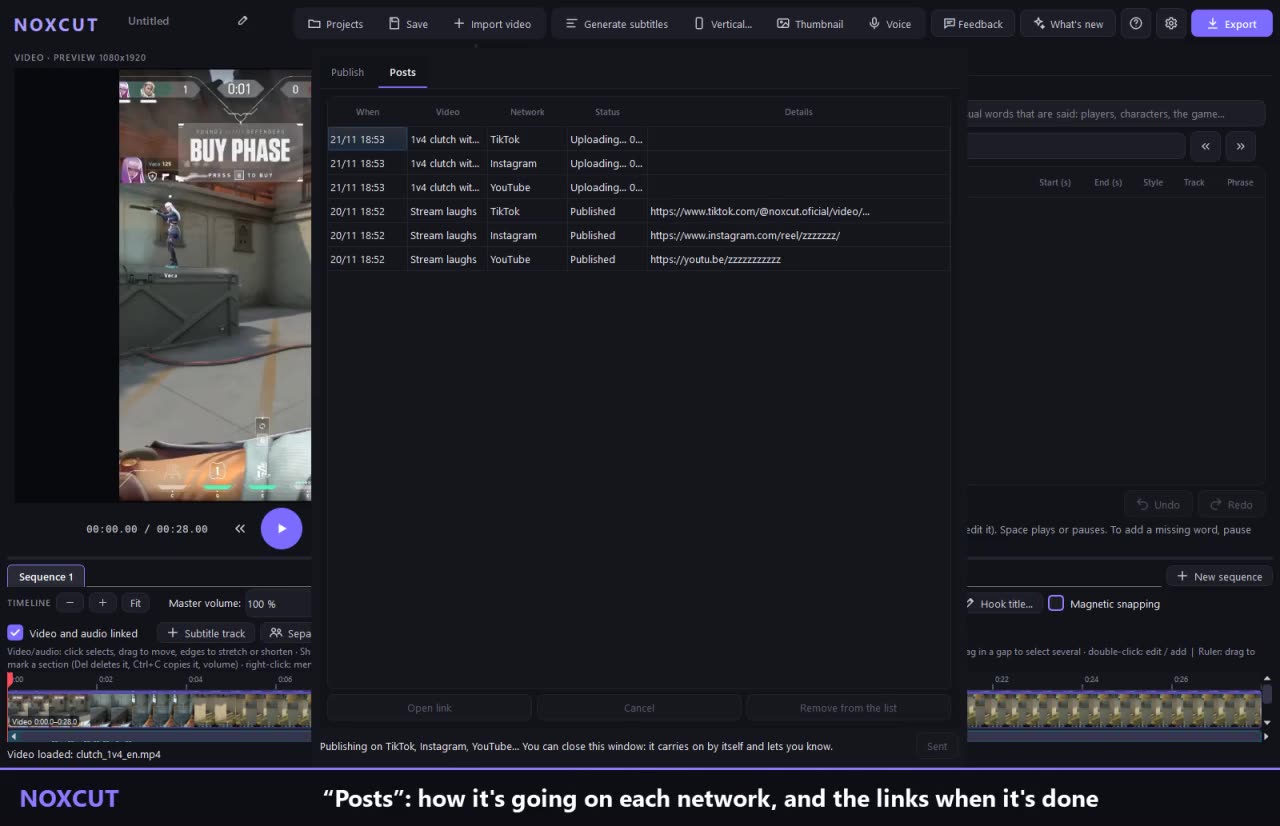 NOXCUT Untitled Projects Save Import video Generate subtitles Vertical... Thumbnail Voice Feedback What's new Export
VIDEO · PREVIEW 1080x1920
Publish Posts
When Video Network Status Details
21/11 18:53 1v4 clutch wit... TikTok Uploading... 0...
21/11 18:53 1v4 clutch wit... Instagram Uploading... 0...
21/11 18:53 1v4 clutch wit... YouTube Uploading... 0...
20/11 18:52 Stream laughs TikTok Published https://www.tiktok.com/@noxcut.oficial/video/...
20/11 18:52 Stream laughs Instagram Published https://www.instagram.com/reel/zzzzzzz/
20/11 18:52 Stream laughs YouTube Published https://youtu.be/zzzzzzzzzzz
1 0:01 0
BUY PHASE
PRESS B TO BUY
ual words that are said: players, characters, the game...
Start (s) End (s) Style Track Phrase
Undo Redo
edit it). Space plays or pauses. To add a missing word, pause
00:00.00 / 00:28.00
Open link Cancel Remove from the list
Publishing on TikTok, Instagram, YouTube... You can close this window: it carries on by itself and lets you know. Sent
Sequence 1 New sequence
TIMELINE − + Fit Master volume: 100 % Hook title... Magnetic snapping
Video and audio linked Subtitle track Sepa
Video/audio: click selects, drag to move, edges to stretch or shorten · Sh
ag in a gap to select several · double-click: edit / add | Ruler: drag to
mark a section (Del deletes it, Ctrl+C copies it, volume) · right-click: mer
:00 0:02 0:04 0:06 0:22 0:24 0:26
Video 0:00.0–0:28.0
Video loaded: clutch_1v4_en.mp4
NOXCUT “Posts”: how it's going on each network, and the links when it's done